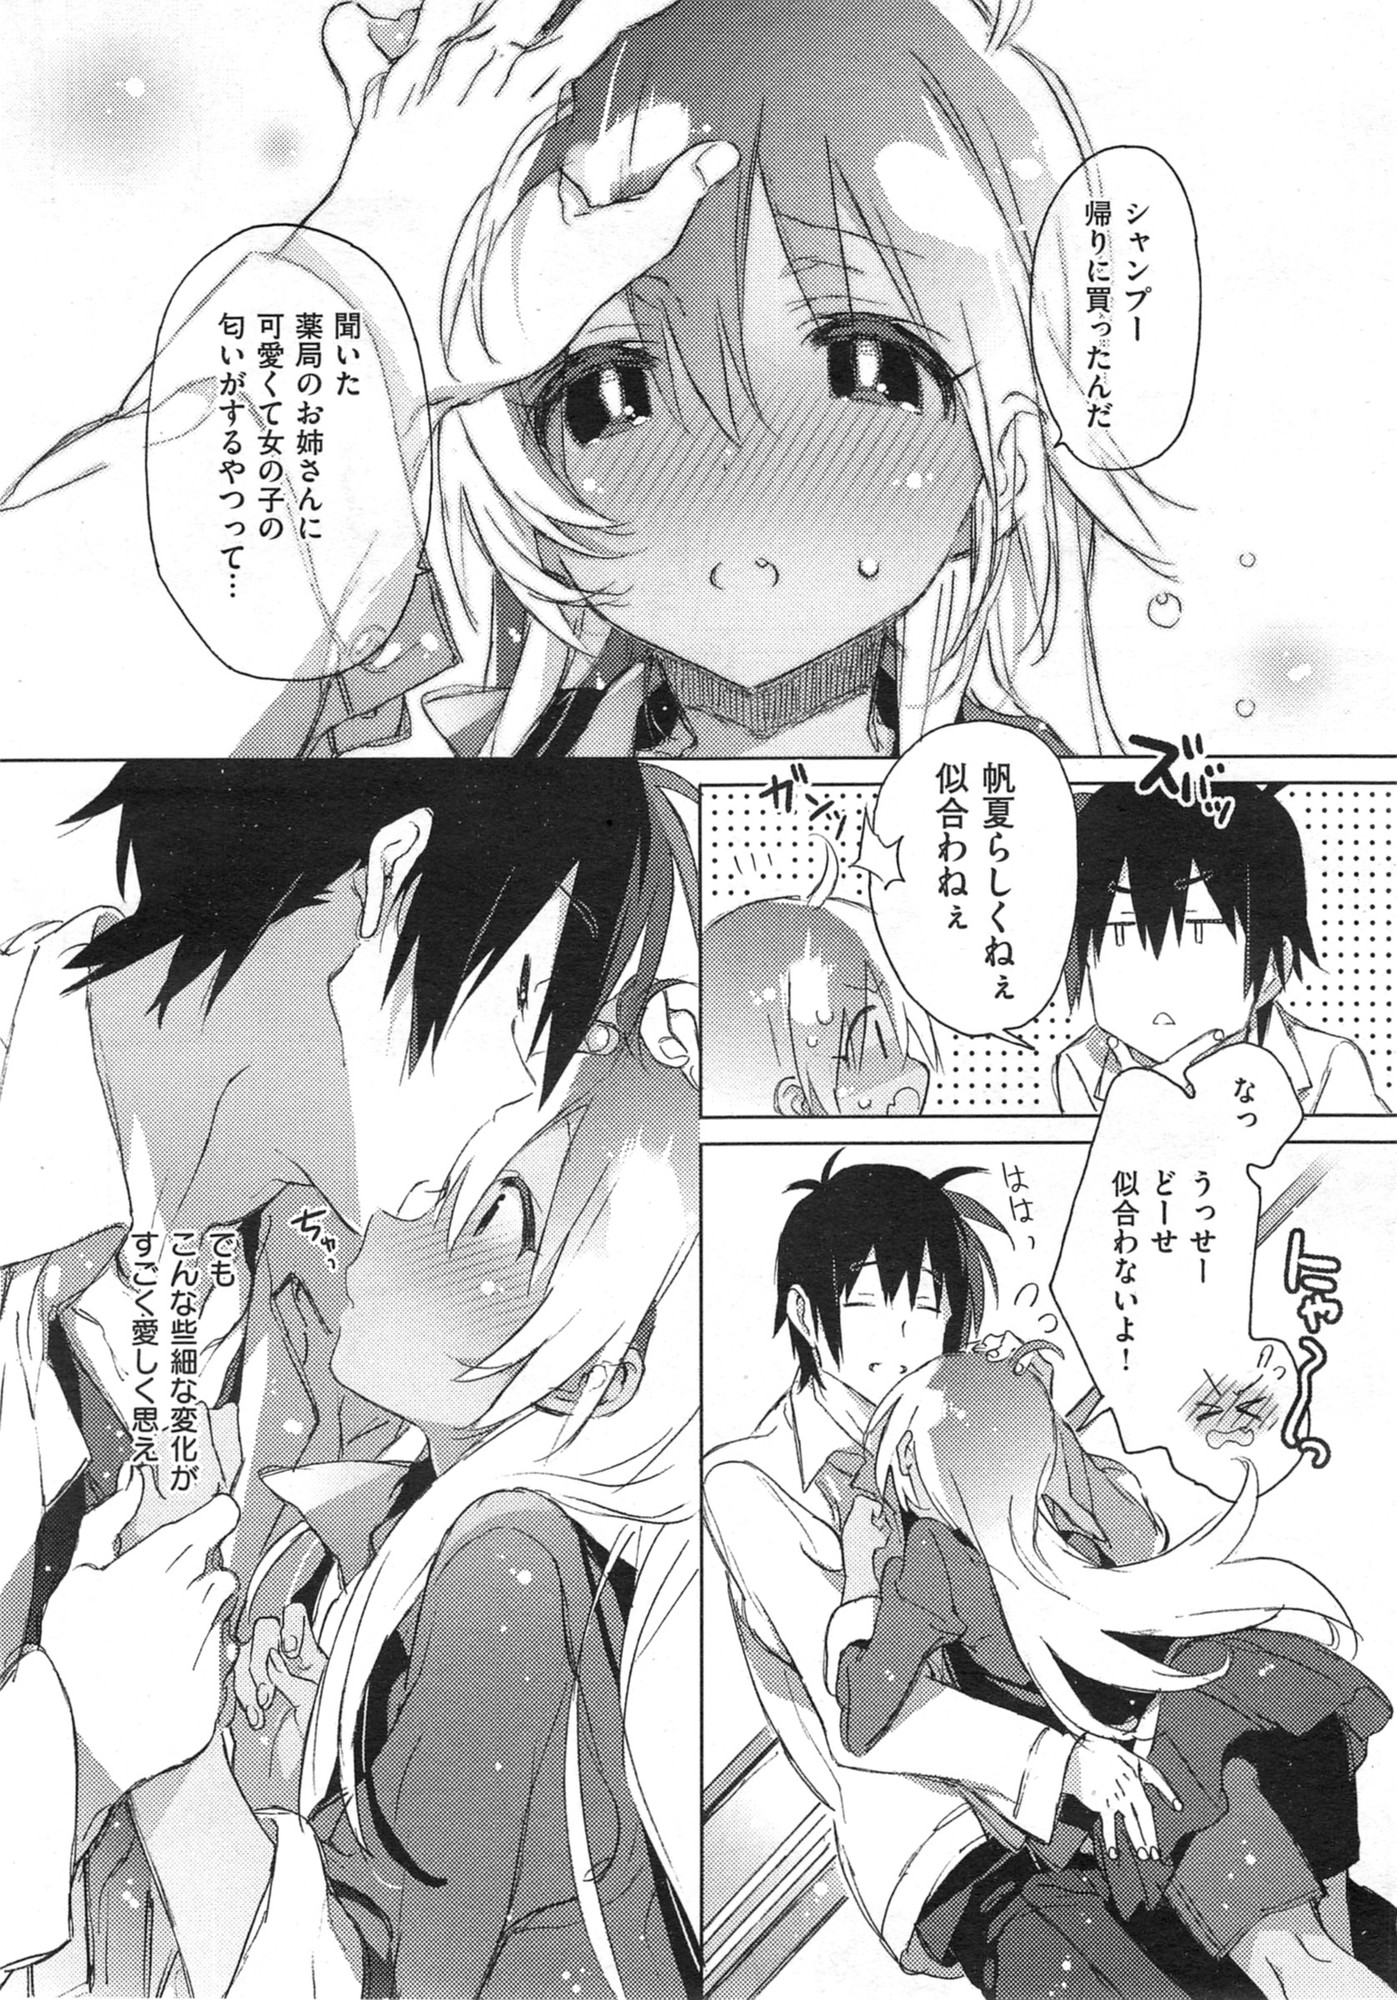 シャンプー
帰りに買ったんだ
聞いた
薬局のお姉さんに
可愛くて女の子の
匂いがするやつって…
ズバッ
帆夏らしくねぇ
似合わねぇ
ガンッ
なっ
うっせー
どーせ
似合わないよ!
ニャ〜〜っ
ははぃ
でも
こんな些細な変化が
すごく愛しく思え
ちゅっ